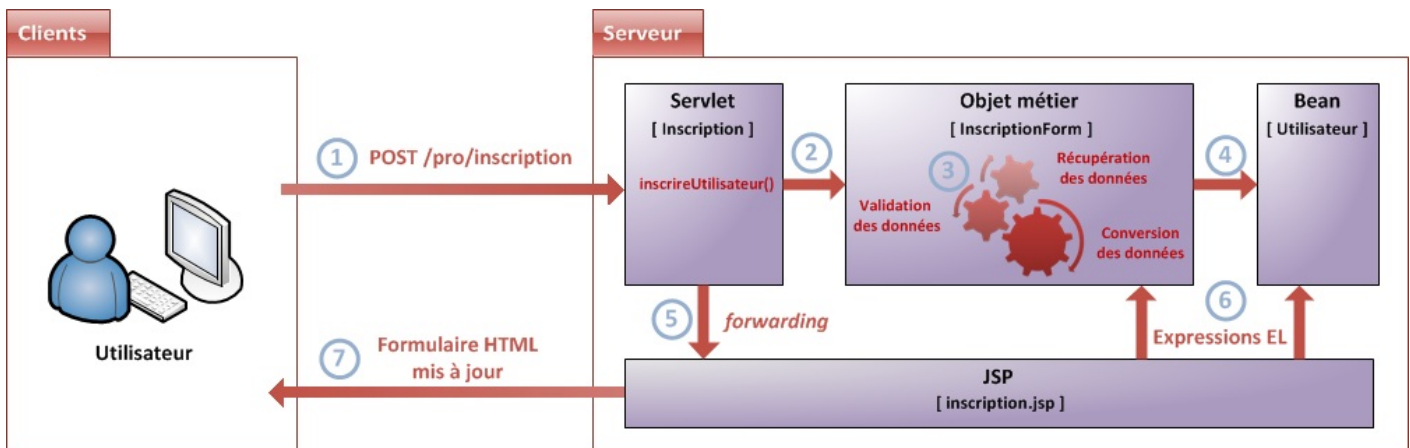 Clients
Serveur
Servlet
[ Inscription ]
inscrireUtilisateur()
Objet métier
[ InscriptionForm ]
Récupération
des données
Validation
des données
Conversion
des données
Bean
[ Utilisateur ]
1
POST /pro/inscription
2
3
4
5
forwarding
6
Expressions EL
Utilisateur
7
Formulaire HTML
mis à jour
JSP
[ inscription.jsp ]